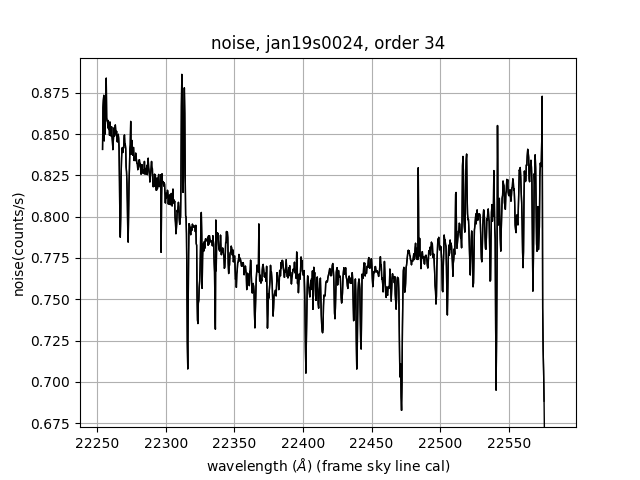 noise, jan19s0024, order 34
noise(counts/s)
0.875
0.850
0.825
0.800
0.775
0.750
0.725
0.700
0.675
22250 22300 22350 22400 22450 22500 22550
wavelength (Å) (frame sky line cal)